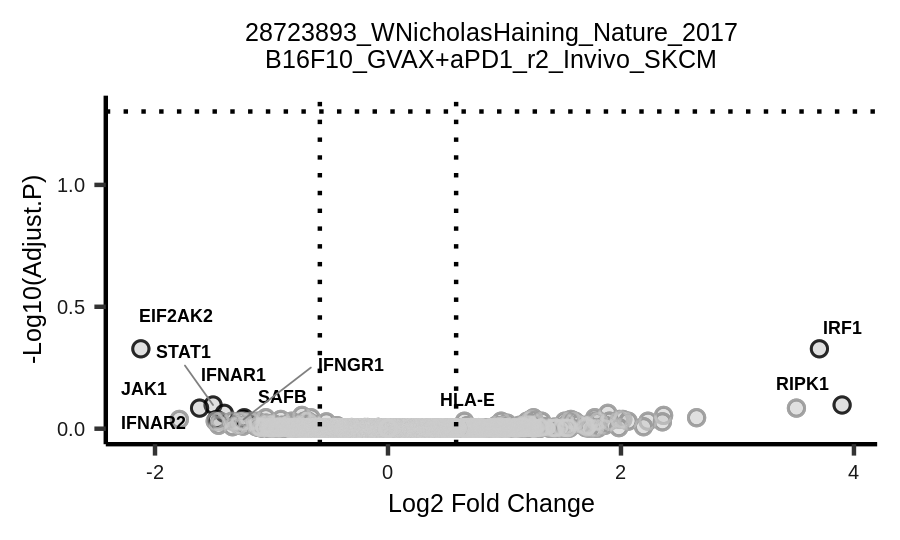 28723893_WNicholasHaining_Nature_2017
B16F10_GVAX+aPD1_r2_Invivo_SKCM
-Log10(Adjust.P)
1.0
0.5
0.0
EIF2AK2
IRF1
STAT1
IFNGR1
IFNAR1
RIPK1
JAK1
SAFB
HLA-E
IFNAR2
-2
0
2
4
Log2 Fold Change